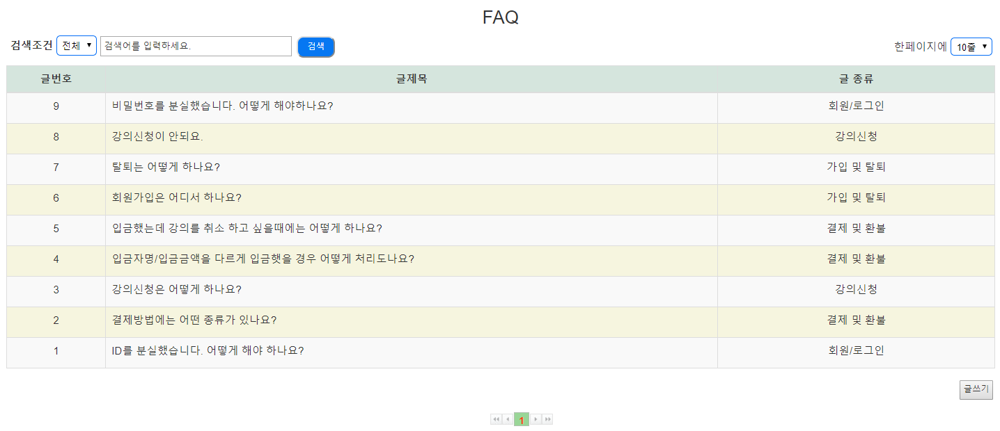 FAQ
검색조건 전체 검색어를 입력하세요. 검색 한페이지에 10줄
글번호 글제목 글 종류
9 비밀번호를 분실했습니다. 어떻게 해야하나요? 회원/로그인
8 강의신청이 안되요. 강의신청
7 탈퇴는 어떻게 하나요? 가입 및 탈퇴
6 회원가입은 어디서 하나요? 가입 및 탈퇴
5 입금했는데 강의를 취소 하고 싶을때에는 어떻게 하나요? 결제 및 환불
4 입금자명/입금금액을 다르게 입금햇을 경우 어떻게 처리도나요? 결제 및 환불
3 강의신청은 어떻게 하나요? 강의신청
2 결제방법에는 어떤 종류가 있나요? 결제 및 환불
1 ID를 분실했습니다. 어떻게 해야 하나요? 회원/로그인
글쓰기
1